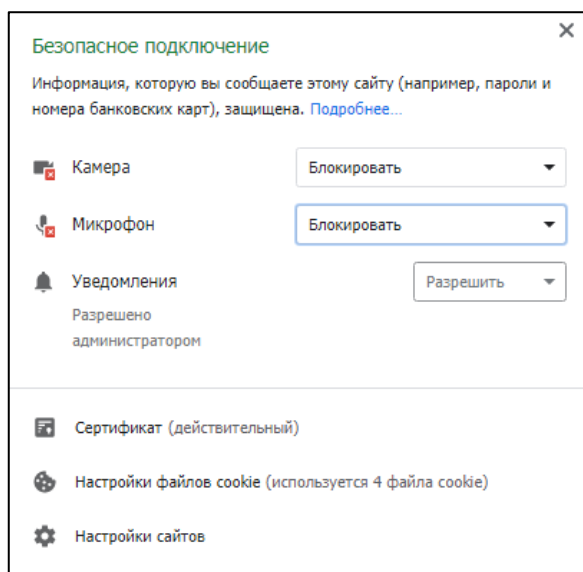 Безопасное подключение
Информация, которую вы сообщаете этому сайту (например, пароли и
номера банковских карт), защищена. Подробнее...
Камера Блокировать
Микрофон Блокировать
Уведомления Разрешить
Разрешено
администратором
Сертификат (действительный)
Настройки файлов cookie (используется 4 файла cookie)
Настройки сайтов